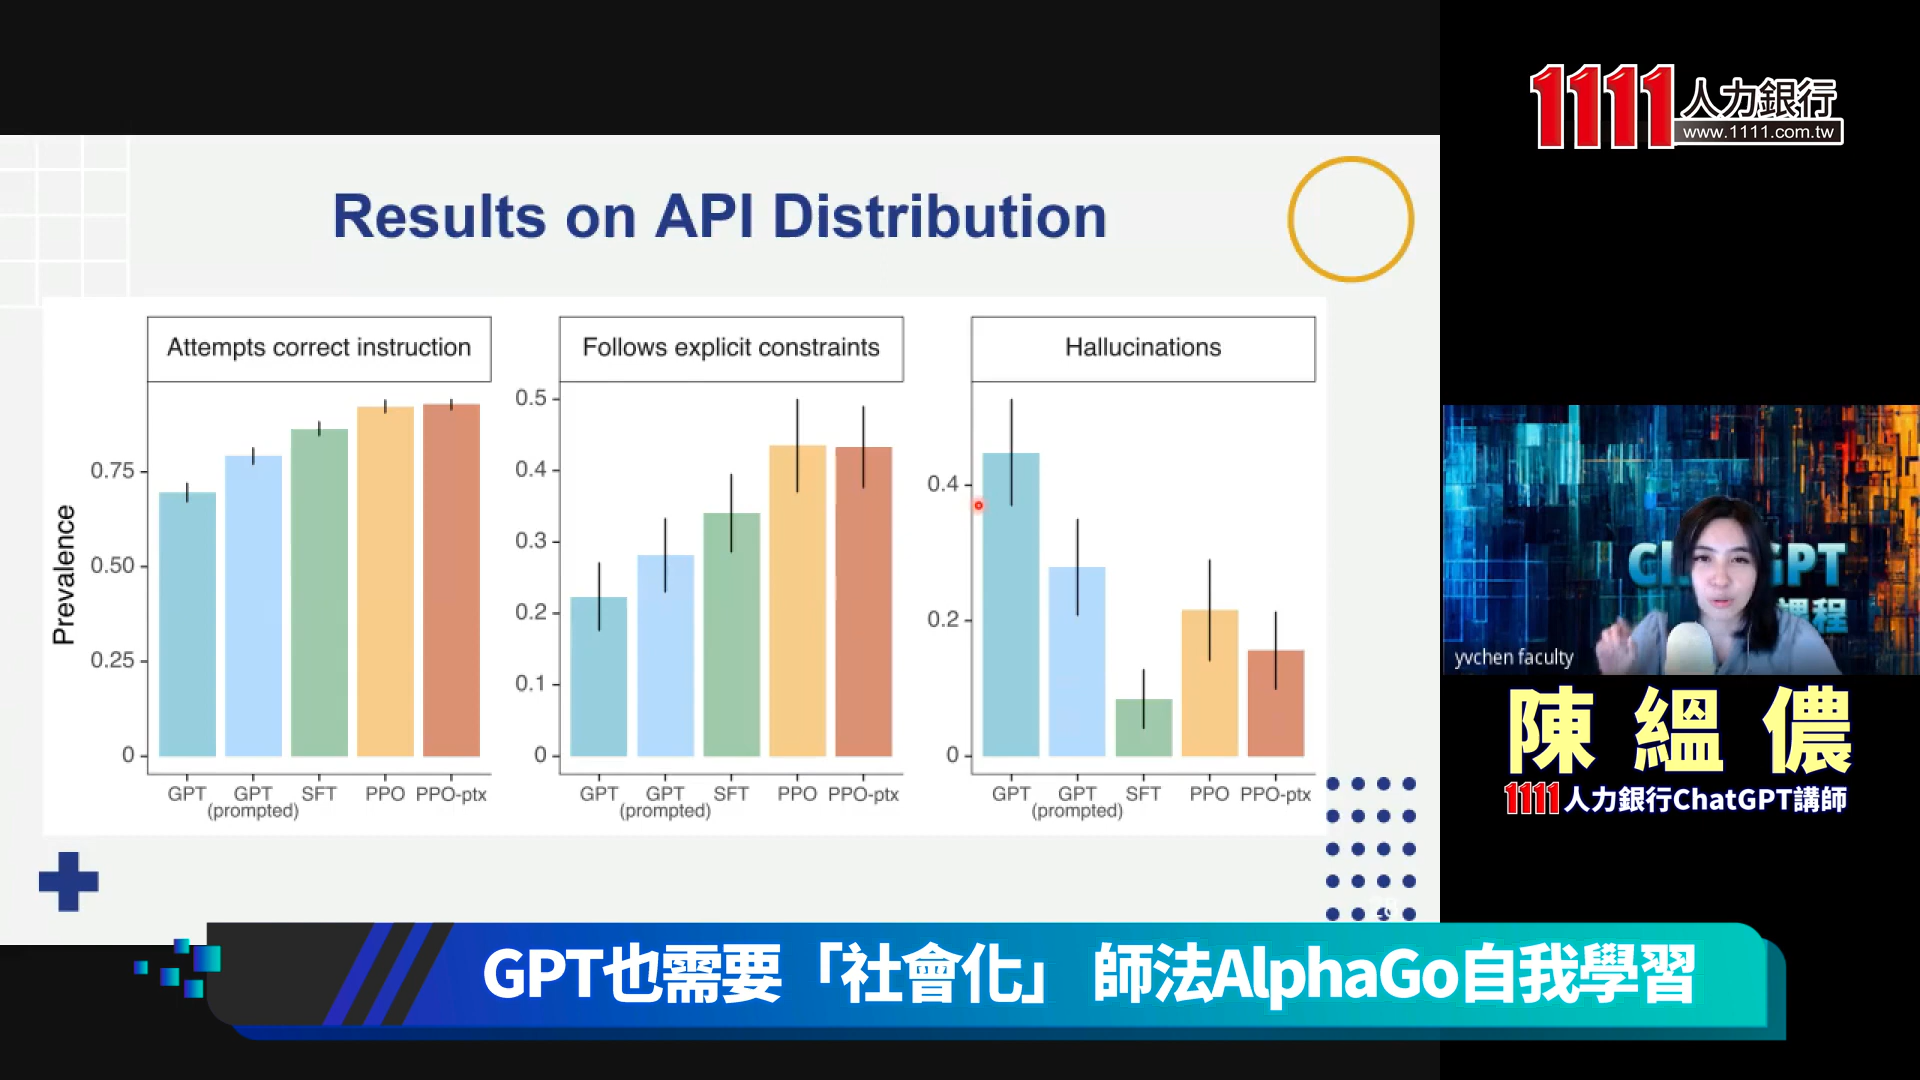 1111人力銀行
www.1111.com.tw
Results on API Distribution
Attempts correct instruction
Follows explicit constraints
Hallucinations
Prevalence
0.75
0.50
0.25
0
GPT
GPT
(prompted)
SFT
PPO
PPO-ptx
0.5
0.4
0.3
0.2
0.1
0
GPT
GPT
(prompted)
SFT
PPO
PPO-ptx
0.4
0.2
0
GPT
GPT
(prompted)
SFT
PPO
PPO-ptx
yvchen faculty
陳縕儂
1111人力銀行ChatGPT講師
GPT也需要「社會化」 師法AlphaGo自我學習